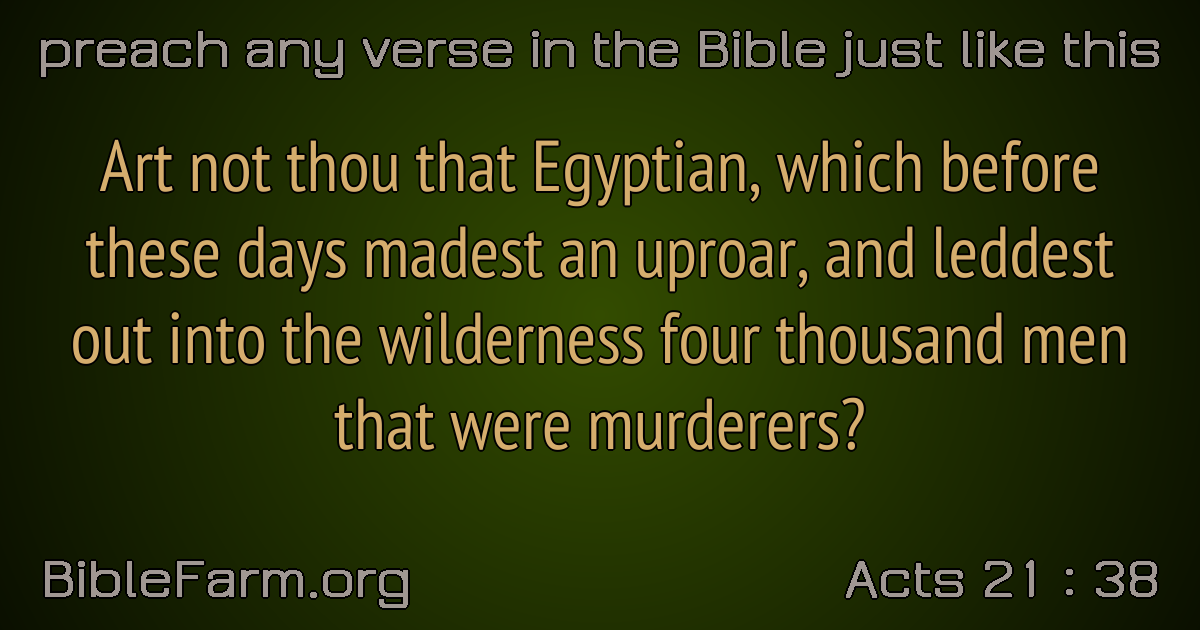 preach any verse in the Bible just like this
Art not thou that Egyptian, which before
these days madest an uproar, and leddest
out into the wilderness four thousand men
that were murderers?
BibleFarm.org
Acts 21 : 38